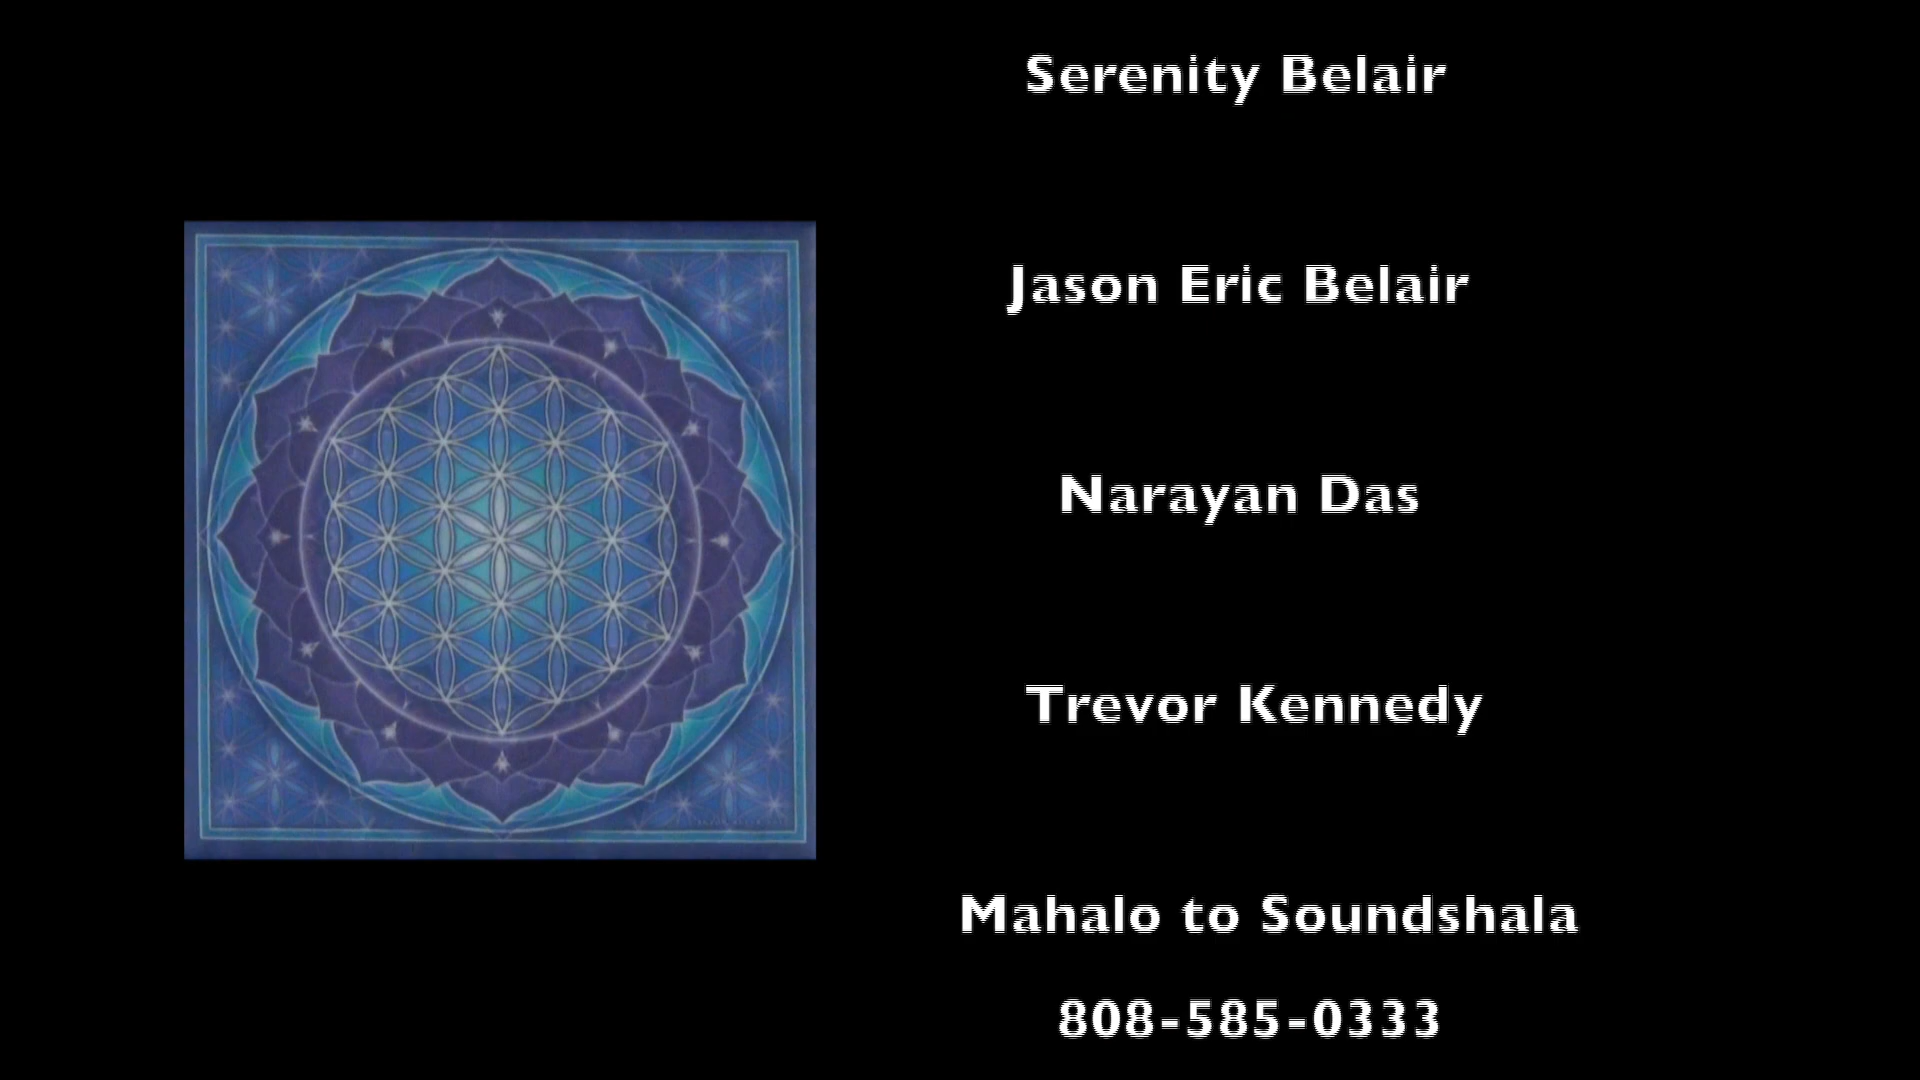 Serenity Belair
Jason Eric Belair
Narayan Das
Trevor Kennedy
Mahalo to Soundshala
808-585-0333